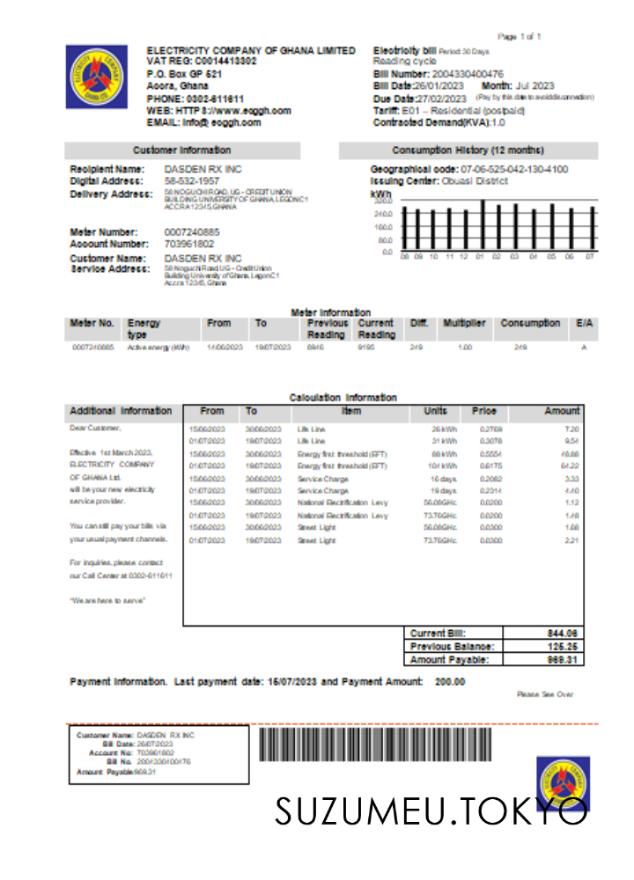 Page 1 of 1
ELECTRICITY COMPANY OF GHANA LIMITED
VAT REG: C0014413302
P.O. Box GP 521
Accra, Ghana
PHONE: 0302-611611
WEB: HTTPS://www.ecggh.com
EMAIL: info@ecggh.com
Electricity bill Period:30 Days
Reading cycle
Bill Number: 2004330400476
Bill Date:26/01/2023 Month: Jul 2023
Due Date:27/02/2023 (Pay by this date to avoid disconnection)
Tariff: E01 – Residential (postpaid)
Contracted Demand(KVA):1.0
Customer Information
Recipient Name: DASDEN RX INC
Digital Address: 58-532-1957
Delivery Address: 58 NOGUCHI ROAD, UG - CREDIT UNION
BUILDING UNIVERSITY OF GHANA, LEGON C1
ACCRA 12345, GHANA
Meter Number: 0007240885
Account Number: 703961802
Customer Name: DASDEN RX INC
Service Address: 58 Noguchi Road, UG - Credit Union
Building University of Ghana, Legon C1
Accra 12345, Ghana
Consumption History (12 months)
Geographical code: 07-06-525-042-130-4100
Issuing Center: Obuasi District
kWh
320.0
240.0
160.0
80.0
0.0
08 09 10 11 12 01 02 03 04 05 06 07
Meter Information
Meter No. Energy type From To Previous Reading Current Reading Diff. Multiplier Consumption E/A
0007240885 Active energy (kWh) 14/06/2023 19/07/2023 8946 9195 249 1.00 249 A
Calculation Information
Additional Information
Dear Customer,
Effective 1st March 2023,
ELECTRICITY COMPANY
OF GHANA Ltd.
will be your new electricity
service provider.
You can still pay your bills via
your usual payment channels.
For inquiries, please contact
our Call Center at 0302-611611
"We are here to serve"
From To Item Units Price Amount
15/06/2023 30/06/2023 Life Line 26 kWh 0.2769 7.20
01/07/2023 19/07/2023 Life Line 31 kWh 0.3078 9.54
15/06/2023 30/06/2023 Energy first threshold (EFT) 88 kWh 0.5554 48.88
01/07/2023 19/07/2023 Energy first threshold (EFT) 104 kWh 0.6175 64.22
15/06/2023 30/06/2023 Service Charge 16 days 0.2082 3.33
01/07/2023 19/07/2023 Service Charge 19 days 0.2314 4.40
15/06/2023 30/06/2023 National Electrification Levy 56.08GHc 0.0200 1.12
01/07/2023 19/07/2023 National Electrification Levy 73.76GHc 0.0200 1.48
15/06/2023 30/06/2023 Street Light 56.08GHc 0.0300 1.68
01/07/2023 19/07/2023 Street Light 73.76GHc 0.0300 2.21
Current Bill: 844.06
Previous Balance: 125.25
Amount Payable: 969.31
Payment Information. Last payment date: 15/07/2023 and Payment Amount: 200.00
Please See Over
Customer Name: DASDEN RX INC
Bill Date: 26/07/2023
Account No: 703961802
Bill No. 2004330400476
Amount Payable:969.31
SUZUMEU.TOKYO